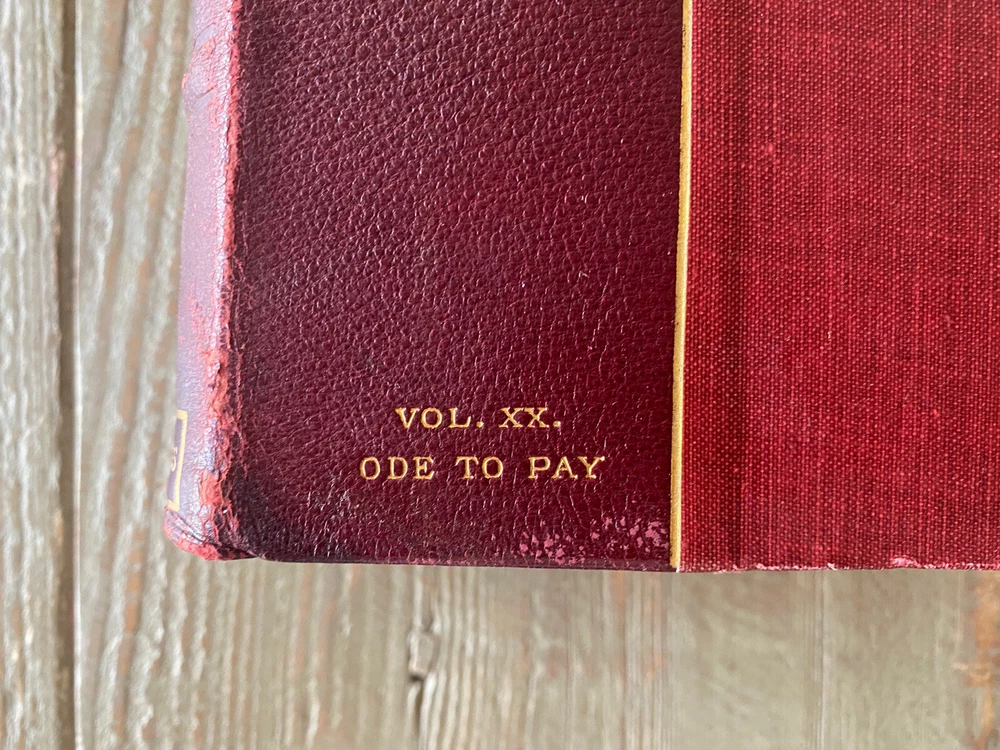 VOL. XX.
ODE TO PAY